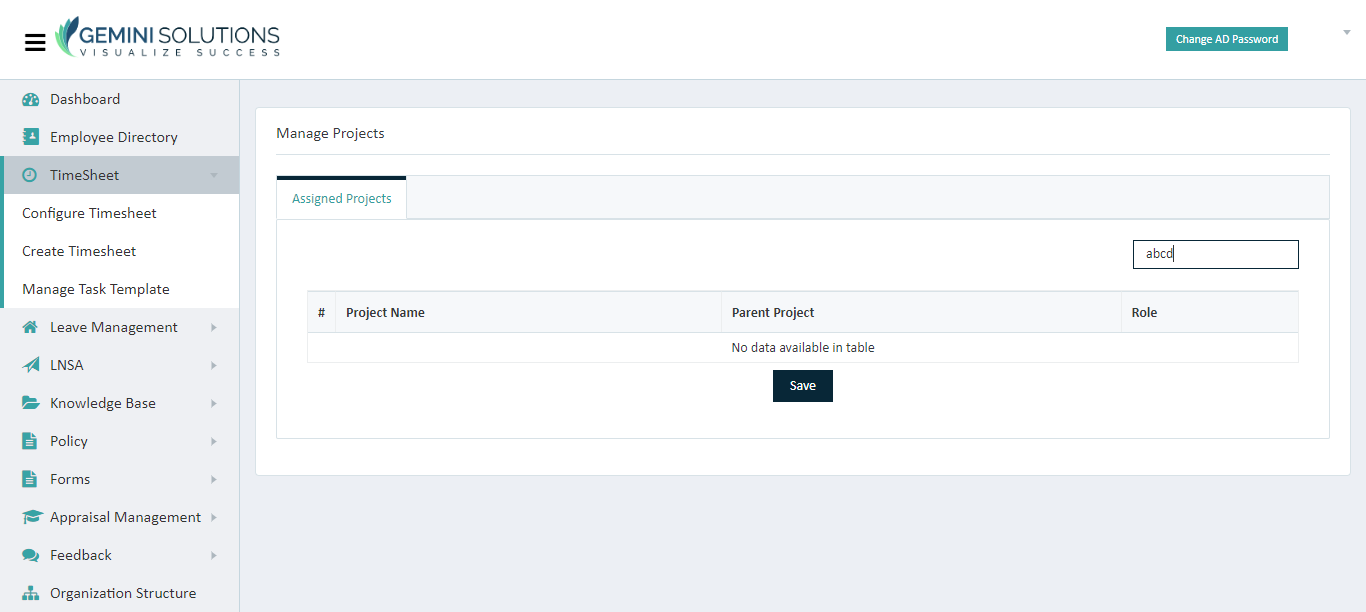 GEMINI SOLUTIONS
VISUALIZE SUCCESS
Change AD Password
Dashboard
Employee Directory
TimeSheet
Configure Timesheet
Create Timesheet
Manage Task Template
Leave Management
LNSA
Knowledge Base
Policy
Forms
Appraisal Management
Feedback
Organization Structure
Manage Projects
Assigned Projects
abcd
# Project Name Parent Project Role
No data available in table
Save